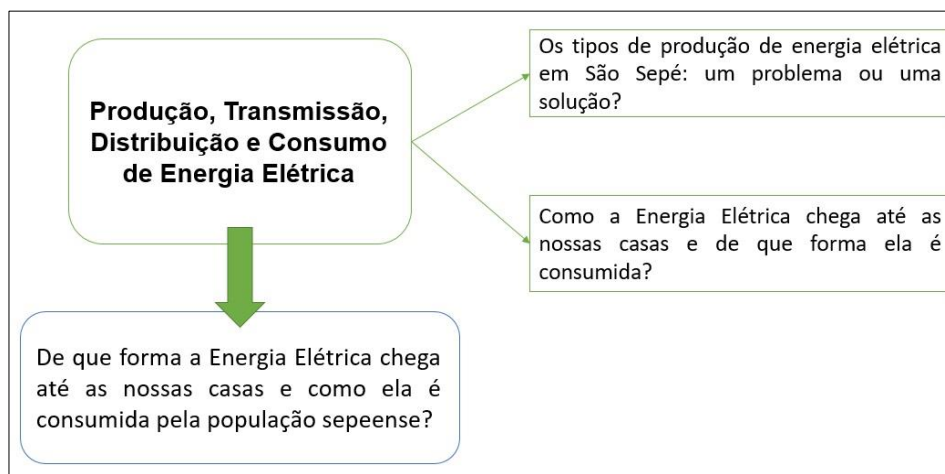 Produção, Transmissão,
Distribuição e Consumo
de Energia Elétrica
Os tipos de produção de energia elétrica
em São Sepé: um problema ou uma
solução?
Como a Energia Elétrica chega até as
nossas casas e de que forma ela é
consumida?
De que forma a Energia Elétrica chega
até as nossas casas e como ela é
consumida pela população sepeense?